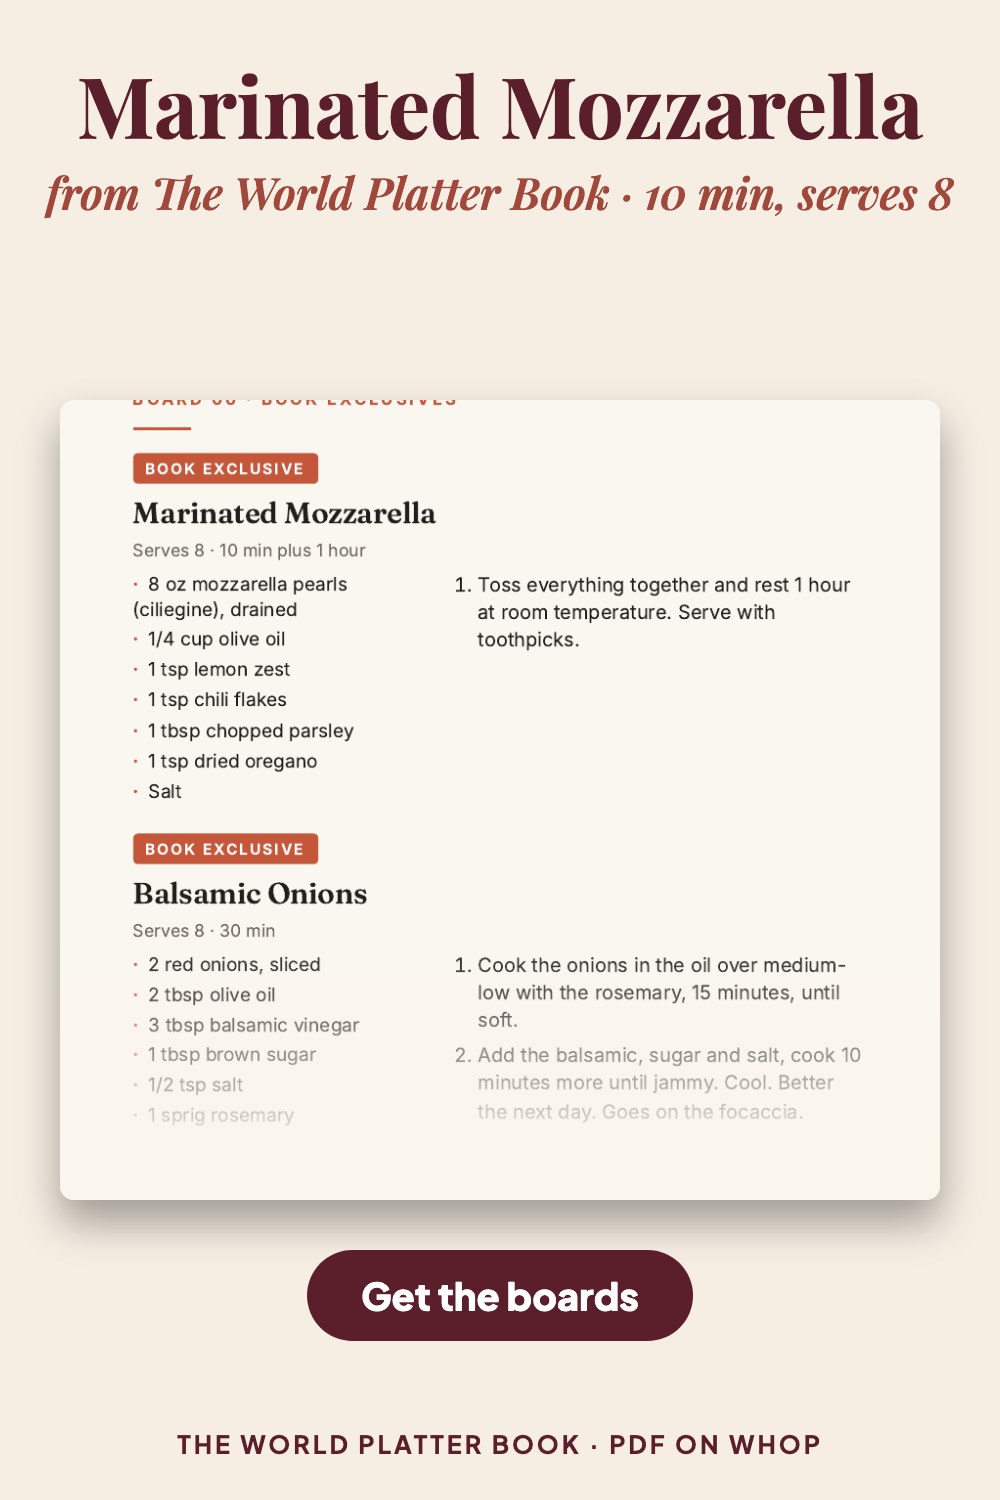 Marinated Mozzarella
from The World Platter Book · 10 min, serves 8
BOARD 06 · BOOK EXCLUSIVES
BOOK EXCLUSIVE
Marinated Mozzarella
Serves 8 · 10 min plus 1 hour
· 8 oz mozzarella pearls
(ciliegine), drained
· 1/4 cup olive oil
· 1 tsp lemon zest
· 1 tsp chili flakes
· 1 tbsp chopped parsley
· 1 tsp dried oregano
· Salt
1. Toss everything together and rest 1 hour
at room temperature. Serve with
toothpicks.
BOOK EXCLUSIVE
Balsamic Onions
Serves 8 · 30 min
· 2 red onions, sliced
· 2 tbsp olive oil
· 3 tbsp balsamic vinegar
· 1 tbsp brown sugar
· 1/2 tsp salt
· 1 sprig rosemary
1. Cook the onions in the oil over medium-
low with the rosemary, 15 minutes, until
soft.
2. Add the balsamic, sugar and salt, cook 10
minutes more until jammy. Cool. Better
the next day. Goes on the focaccia.
Get the boards
THE WORLD PLATTER BOOK · PDF ON WHOP